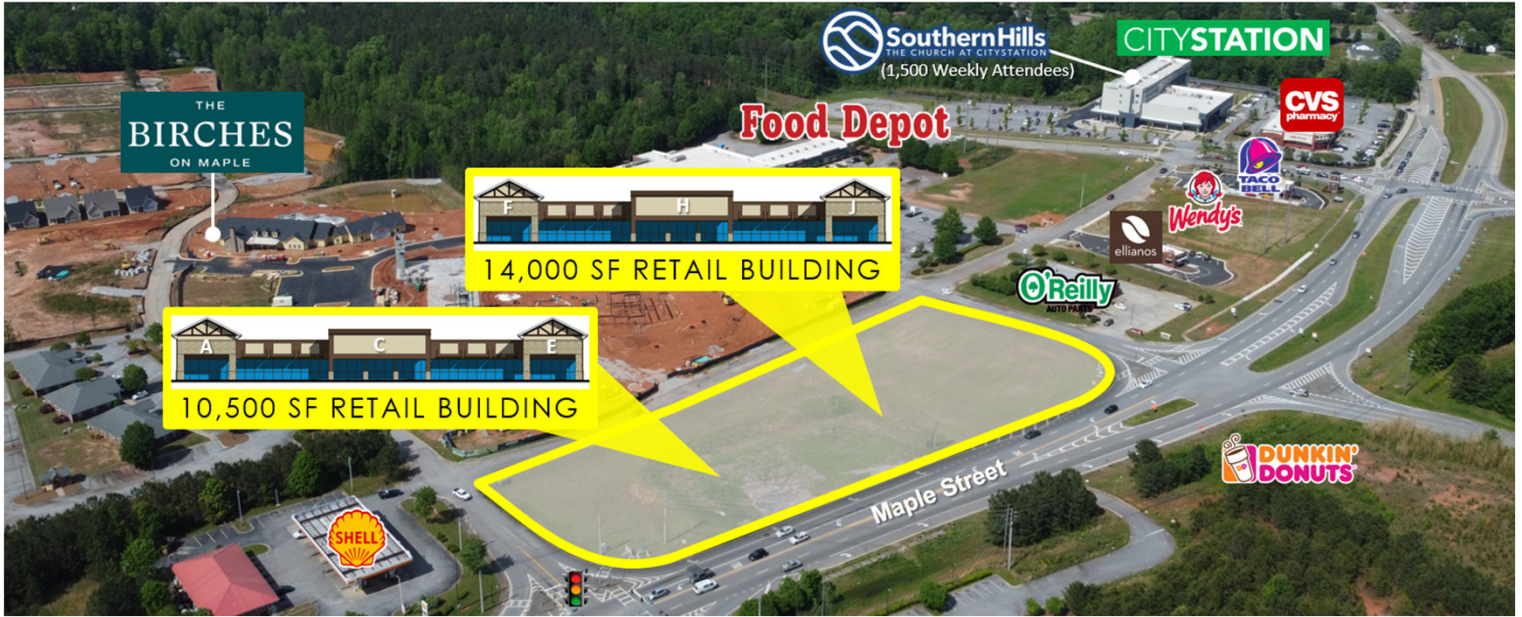 SouthernHills
THE CHURCH AT CITYSTATION
(1,500 Weekly Attendees)
CITYSTATION
CVS
pharmacy
THE
BIRCHES
ON MAPLE
Food Depot
TACO
BELL
Wendy's
ellianos
F H J
14,000 SF RETAIL BUILDING
O'Reilly
AUTO PARTS
A C E
10,500 SF RETAIL BUILDING
DUNKIN'
DONUTS
Maple Street
SHELL